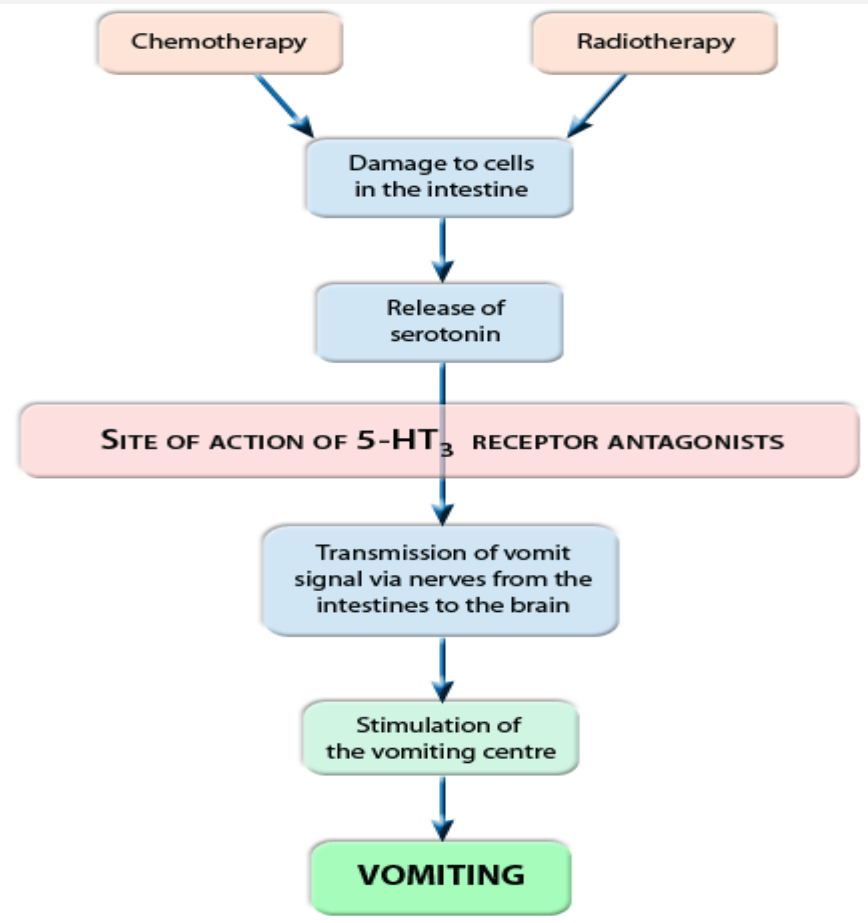 Chemotherapy
Radiotherapy
Damage to cells
in the intestine
Release of
serotonin
SITE OF ACTION OF 5-HT₃ RECEPTOR ANTAGONISTS
Transmission of vomit
signal via nerves from the
intestines to the brain
Stimulation of
the vomiting centre
VOMITING